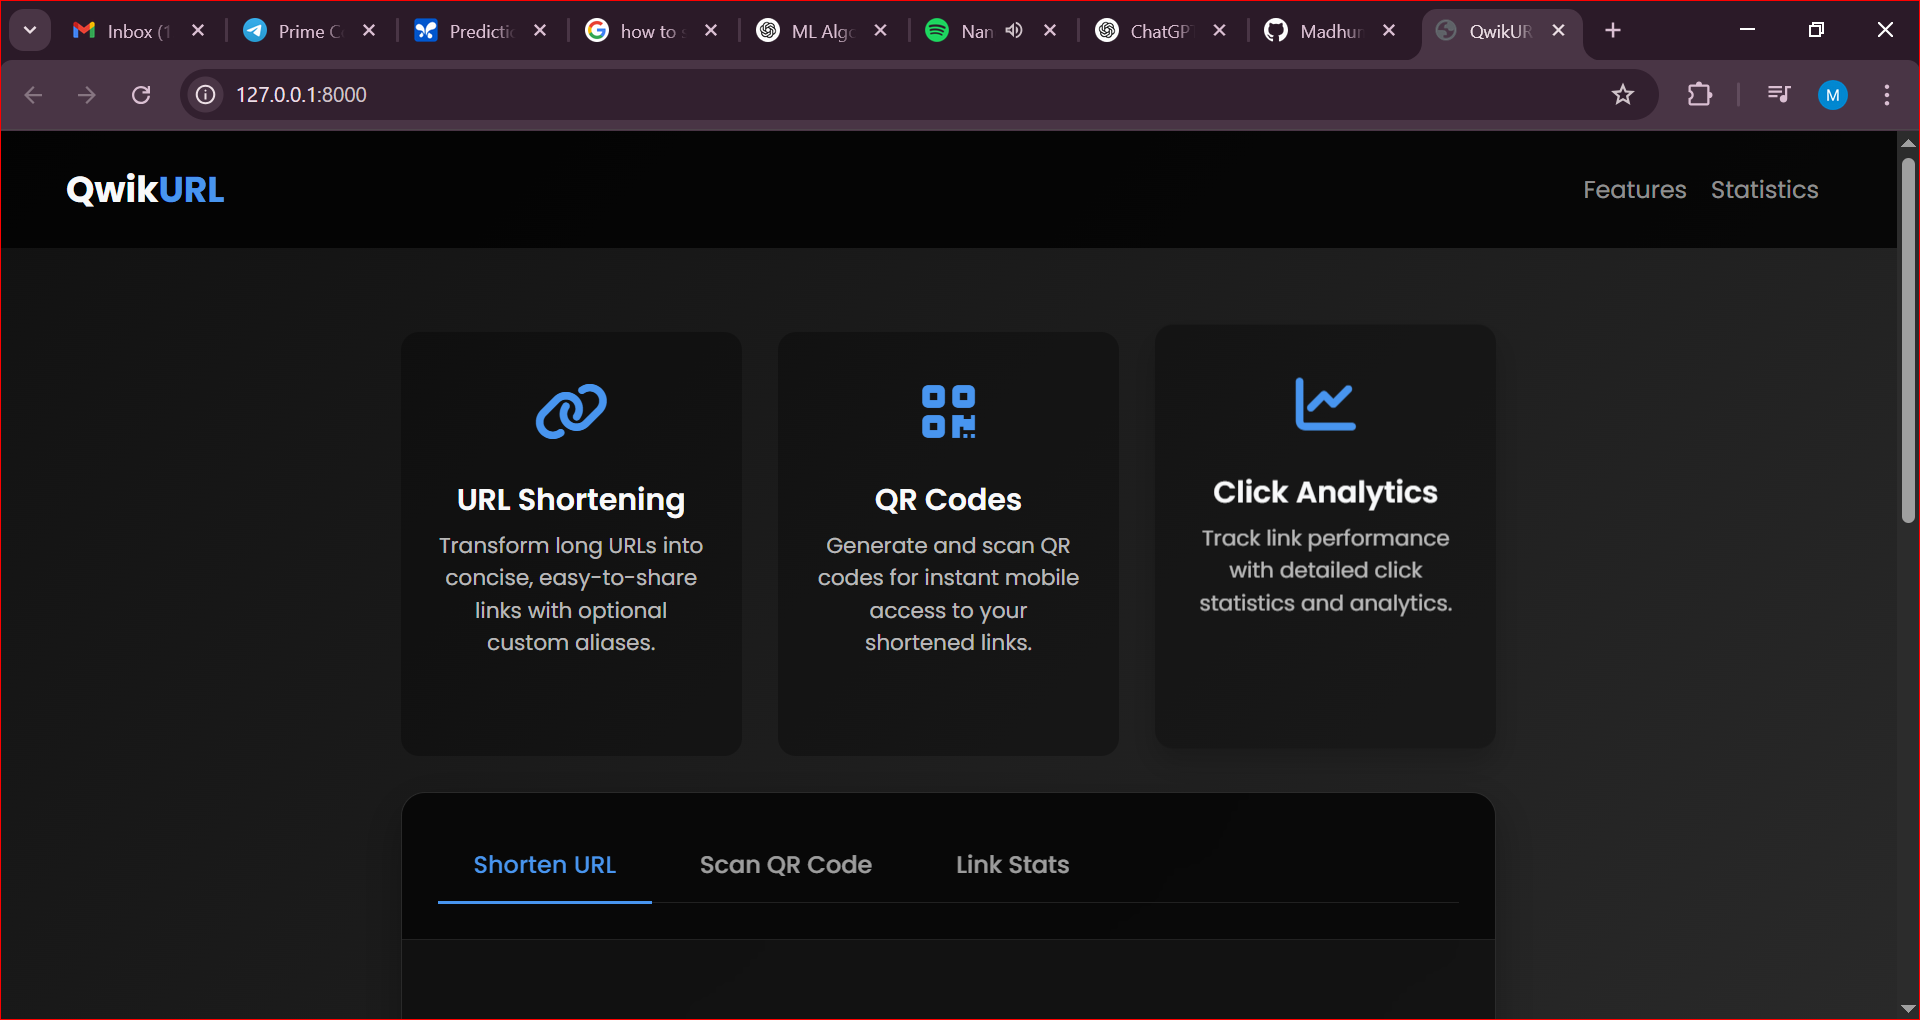 Inbox (1
Prime C
Predictic
how to s
ML Algo
Nan
ChatGP
Madhur
QwikUR
127.0.0.1:8000
M
QwikURL
Features
Statistics
URL Shortening
Transform long URLs into
concise, easy-to-share
links with optional
custom aliases.
QR Codes
Generate and scan QR
codes for instant mobile
access to your
shortened links.
Click Analytics
Track link performance
with detailed click
statistics and analytics.
Shorten URL
Scan QR Code
Link Stats